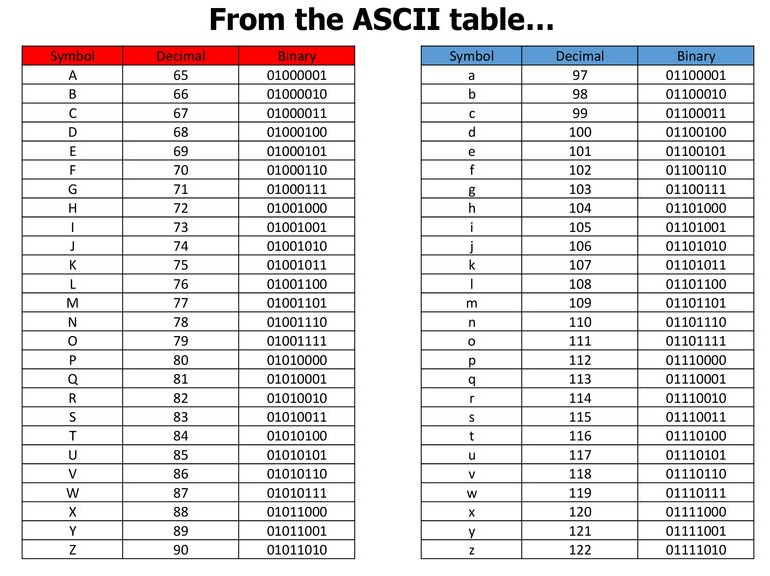 From the ASCII table...
Symbol Decimal Binary Symbol Decimal Binary
A 65 01000001 a 97 01100001
B 66 01000010 b 98 01100010
C 67 01000011 c 99 01100011
D 68 01000100 d 100 01100100
E 69 01000101 e 101 01100101
F 70 01000110 f 102 01100110
G 71 01000111 g 103 01100111
H 72 01001000 h 104 01101000
I 73 01001001 i 105 01101001
J 74 01001010 j 106 01101010
K 75 01001011 k 107 01101011
L 76 01001100 l 108 01101100
M 77 01001101 m 109 01101101
N 78 01001110 n 110 01101110
O 79 01001111 o 111 01101111
P 80 01010000 p 112 01110000
Q 81 01010001 q 113 01110001
R 82 01010010 r 114 01110010
S 83 01010011 s 115 01110011
T 84 01010100 t 116 01110100
U 85 01010101 u 117 01110101
V 86 01010110 v 118 01110110
W 87 01010111 w 119 01110111
X 88 01011000 x 120 01111000
Y 89 01011001 y 121 01111001
Z 90 01011010 z 122 01111010